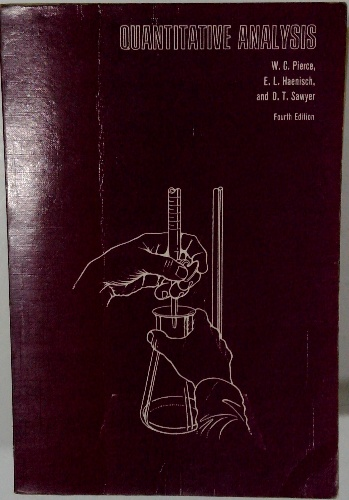 QUANTITATIVE ANALYSIS
W. C. Pierce,
E. L. Haenisch,
and D. T. Sawyer
Fourth Edition